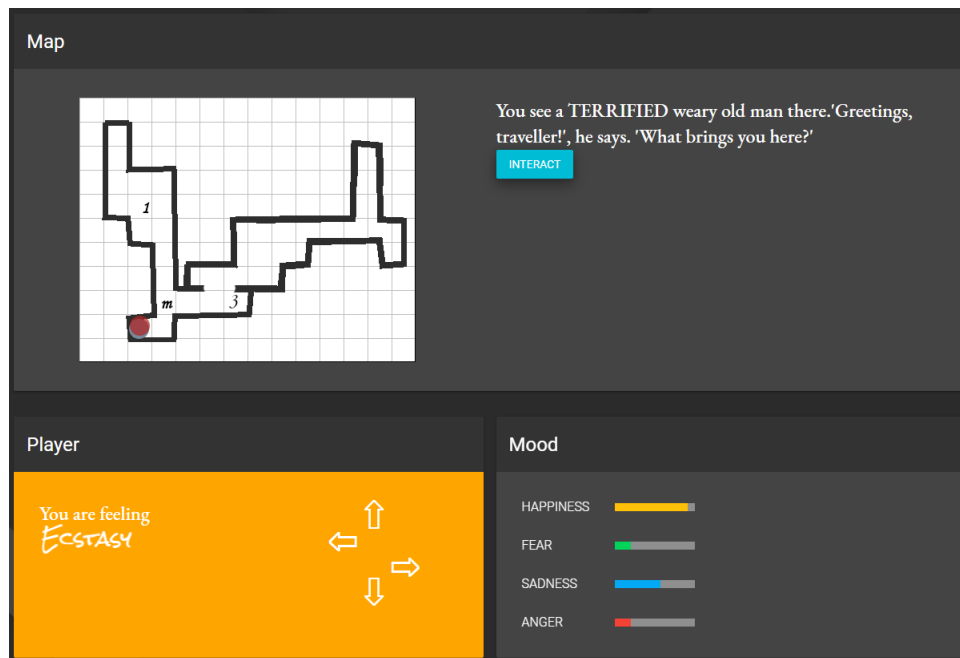 Map
You see a TERRIFIED weary old man there.'Greetings,
traveller!', he says. 'What brings you here?'
INTERACT
1
m
3
Player
You are feeling
ECSTASY
Mood
HAPPINESS
FEAR
SADNESS
ANGER